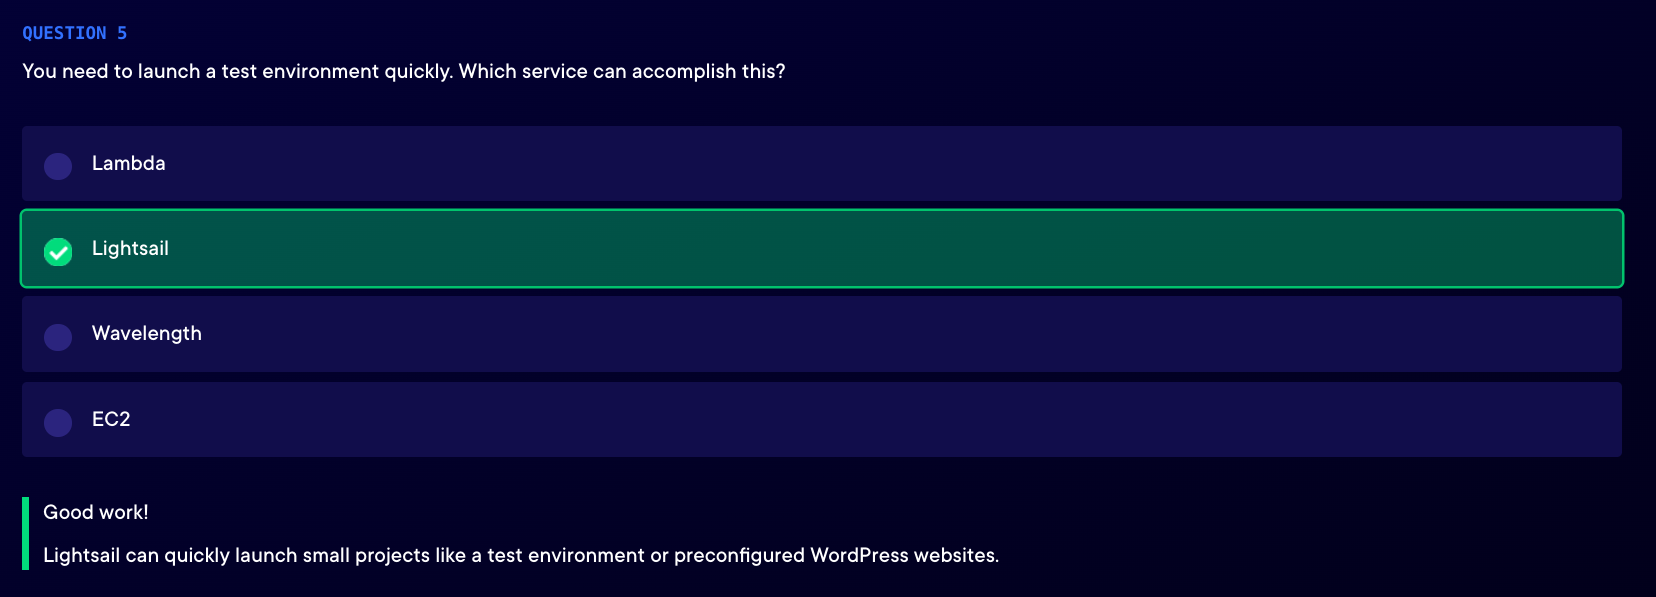 QUESTION 5
You need to launch a test environment quickly. Which service can accomplish this?
Lambda
Lightsail
Wavelength
EC2
Good work!
Lightsail can quickly launch small projects like a test environment or preconfigured WordPress websites.